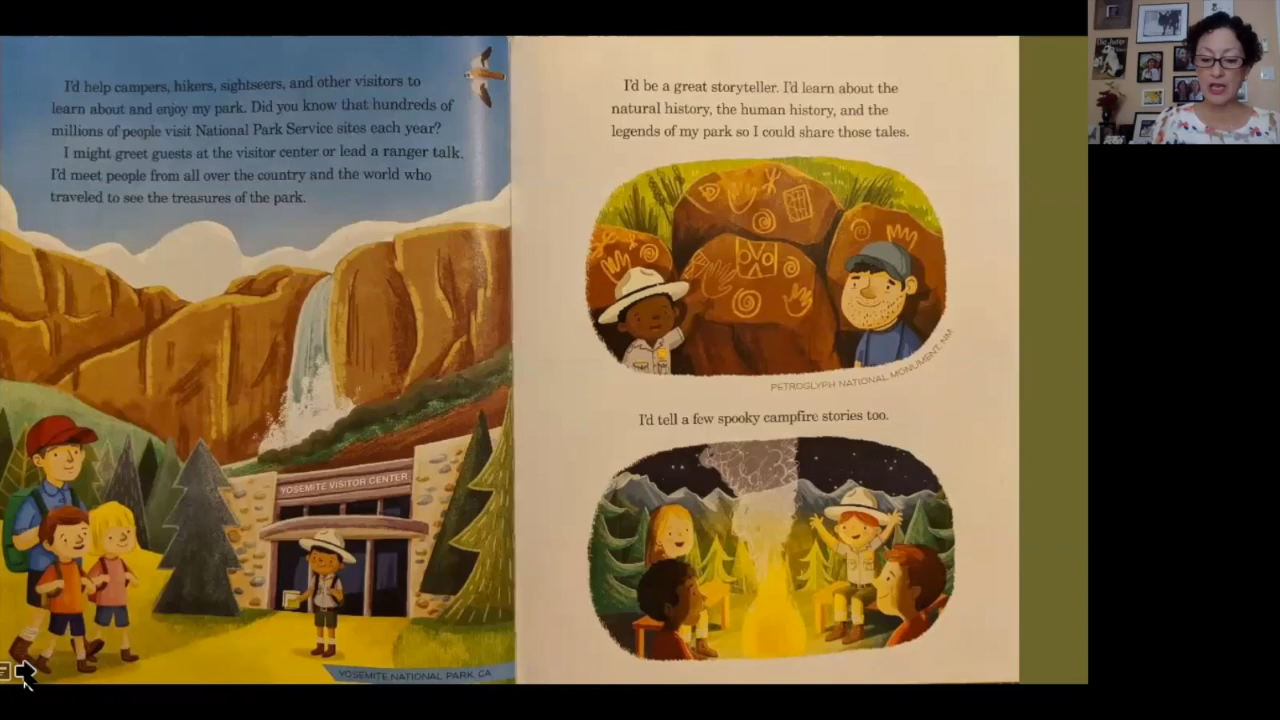 I'd help campers, hikers, sightseers, and other visitors to
learn about and enjoy my park. Did you know that hundreds of
millions of people visit National Park Service sites each year?
I might greet guests at the visitor center or lead a ranger talk.
I'd meet people from all over the country and the world who
traveled to see the treasures of the park.
YOSEMITE VISITOR CENTER
YOSEMITE NATIONAL PARK, CA
I'd be a great storyteller. I'd learn about the
natural history, the human history, and the
legends of my park so I could share those tales.
PETROGLYPH NATIONAL MONUMENT, NM
I'd tell a few spooky campfire stories too.